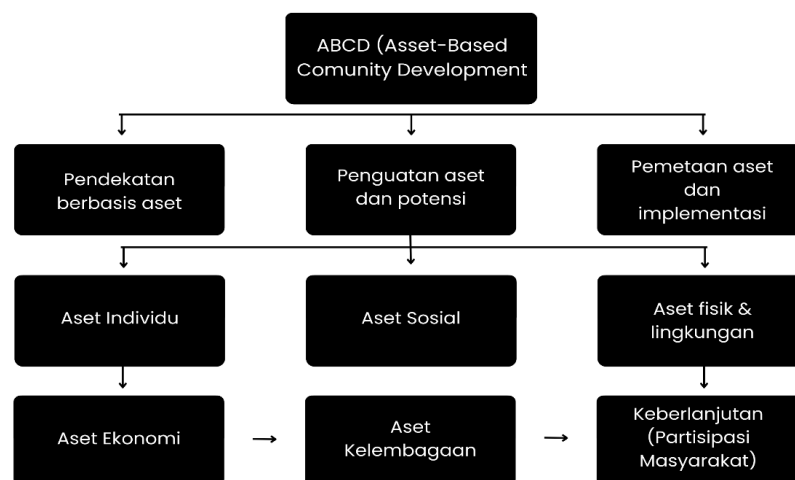 ABCD (Asset-Based
Comunity Development
Pendekatan
berbasis aset
Penguatan aset
dan potensi
Pemetaan aset
dan
implementasi
Aset Individu
Aset Sosial
Aset fisik &
lingkungan
Aset Ekonomi
Aset
Kelembagaan
Keberlanjutan
(Partisipasi
Masyarakat)